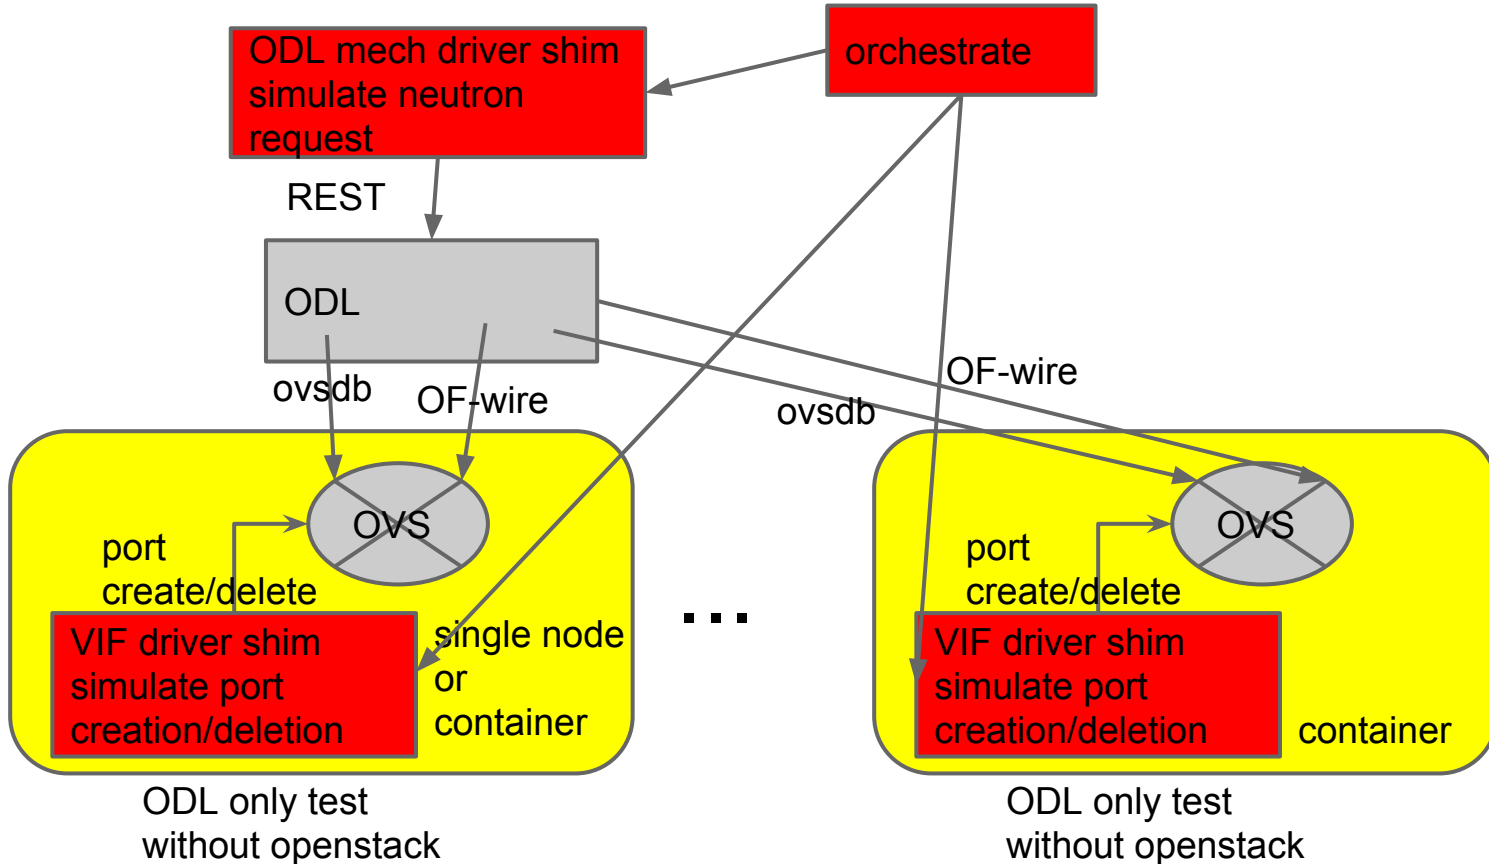 ODL mech driver shim
simulate neutron
request
orchestrate
REST
ODL
ovsdb
OF-wire
OF-wire
ovsdb
OVS
port
create/delete
VIF driver shim
simulate port
creation/deletion
single node
or
container
...
OVS
port
create/delete
VIF driver shim
simulate port
creation/deletion
container
ODL only test
without openstack
ODL only test
without openstack